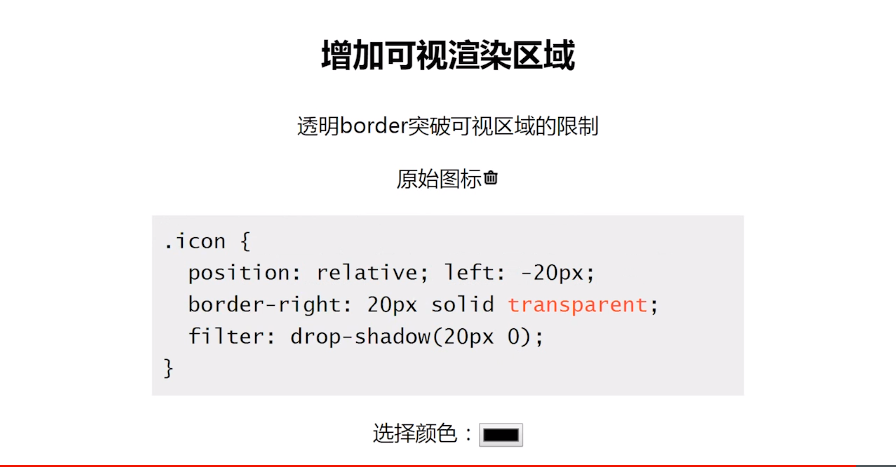 增加可视渲染区域
透明border突破可视区域的限制
原始图标
.icon {
  position: relative; left: -20px;
  border-right: 20px solid transparent;
  filter: drop-shadow(20px 0);
}
选择颜色：